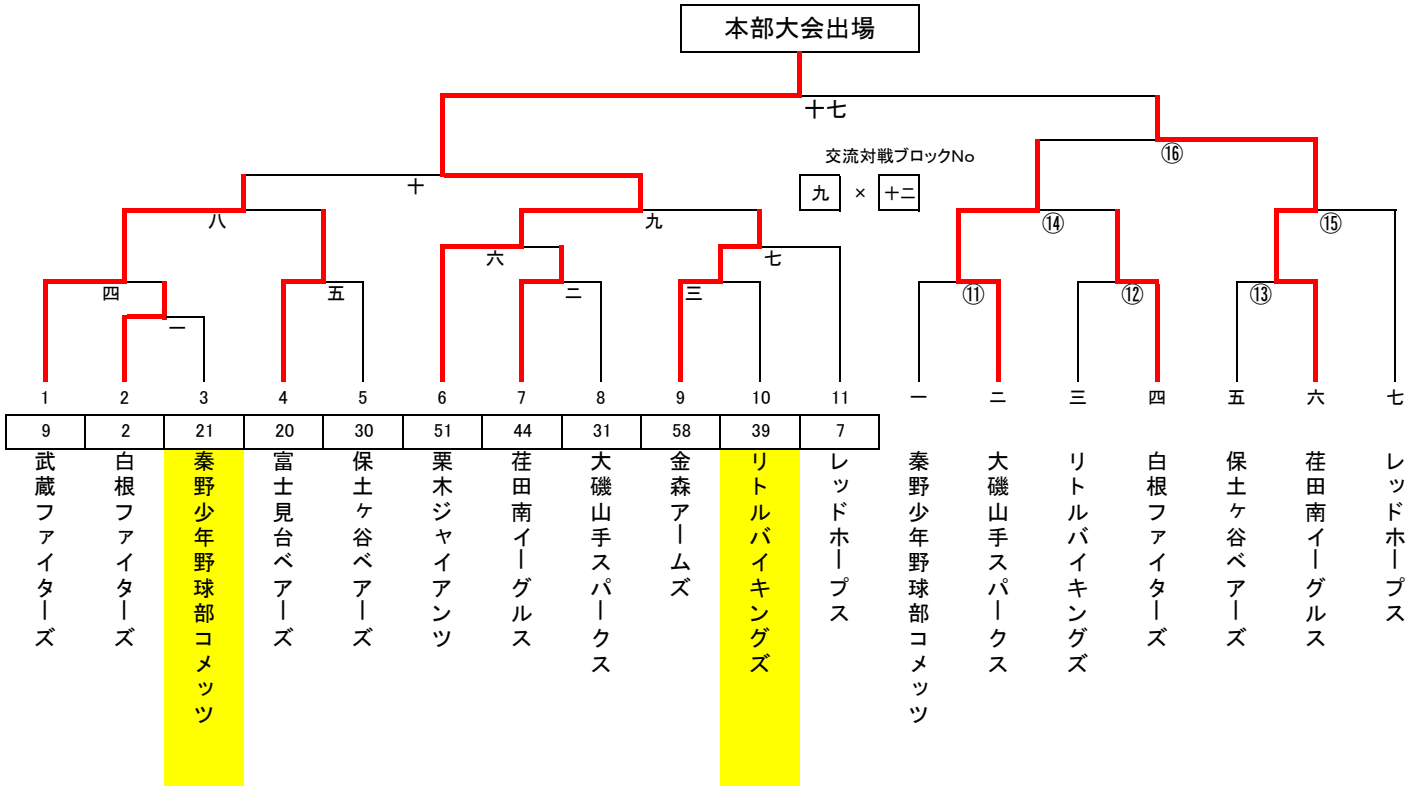 本部大会出場
十七
交流対戦ブロックNo
⑯
十
九 × 十二
八
九
⑭
⑮
六
七
四
五
二
三
⑪
⑫
⑬
一
1 2 3 4 5 6 7 8 9 10 11 一 二 三 四 五 六 七
9 2 21 20 30 51 44 31 58 39 7
武蔵ファイターズ
白根ファイターズ
秦野少年野球部コメッツ
富士見台ベアーズ
保土ヶ谷ベアーズ
栗木ジャイアンツ
荏田南イーグルス
大磯山手スパークス
金森アームズ
リトルバイキングズ
レッドホープス
秦野少年野球部コメッツ
大磯山手スパークス
リトルバイキングズ
白根ファイターズ
保土ヶ谷ベアーズ
荏田南イーグルス
レッドホープス